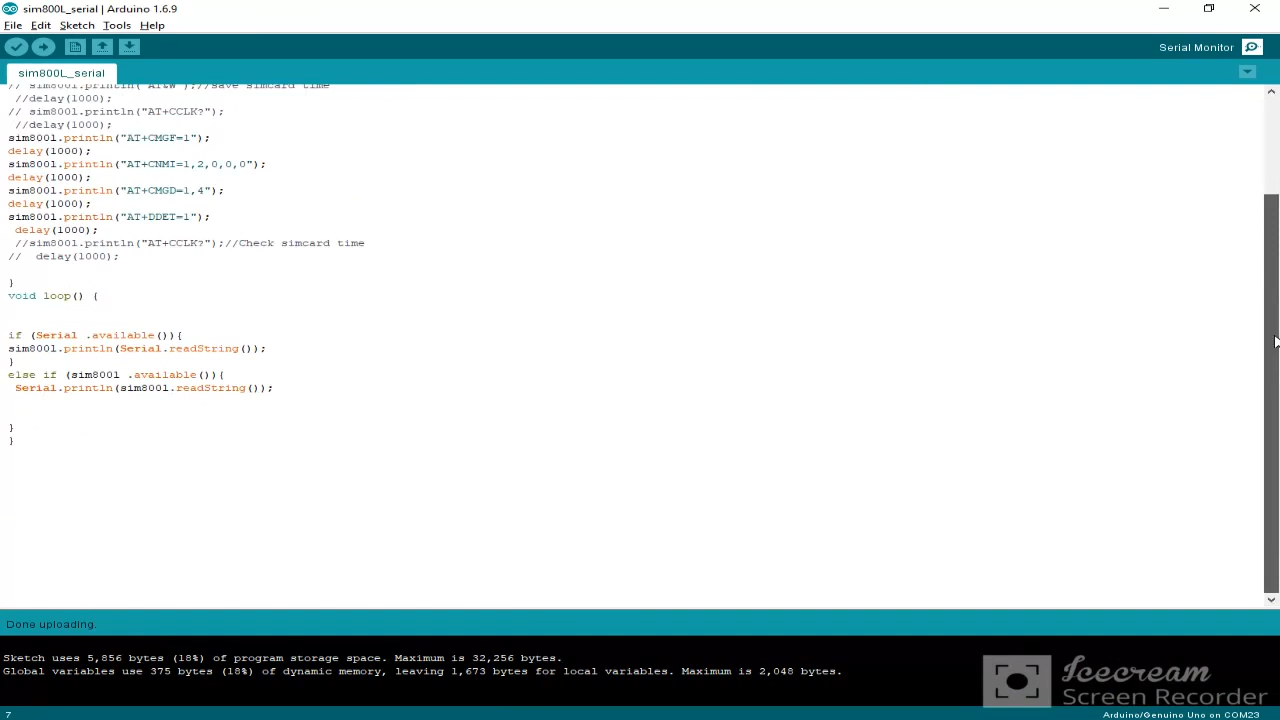 sim800L_serial | Arduino 1.6.9
File Edit Sketch Tools Help
Serial Monitor
sim800L_serial
// sim800l.println("AT&W");//save simcard time
//delay(1000);
// sim800l.println("AT+CCLK?");
//delay(1000);
sim800l.println("AT+CMGF=1");
delay(1000);
sim800l.println("AT+CNMI=1,2,0,0,0");
delay(1000);
sim800l.println("AT+CMGD=1,4");
delay(1000);
sim800l.println("AT+DDET=1");
delay(1000);
//sim800l.println("AT+CCLK?");//Check simcard time
//  delay(1000);
}
void loop() {
if (Serial .available()){
sim800l.println(Serial.readString());
}
else if (sim800l .available()){
Serial.println(sim800l.readString());
}
}
Done uploading.
Sketch uses 5,856 bytes (18%) of program storage space. Maximum is 32,256 bytes.
Global variables use 375 bytes (18%) of dynamic memory, leaving 1,673 bytes for local variables. Maximum is 2,048 bytes.
Icecream
Screen Recorder
7
Arduino/Genuino Uno on COM23